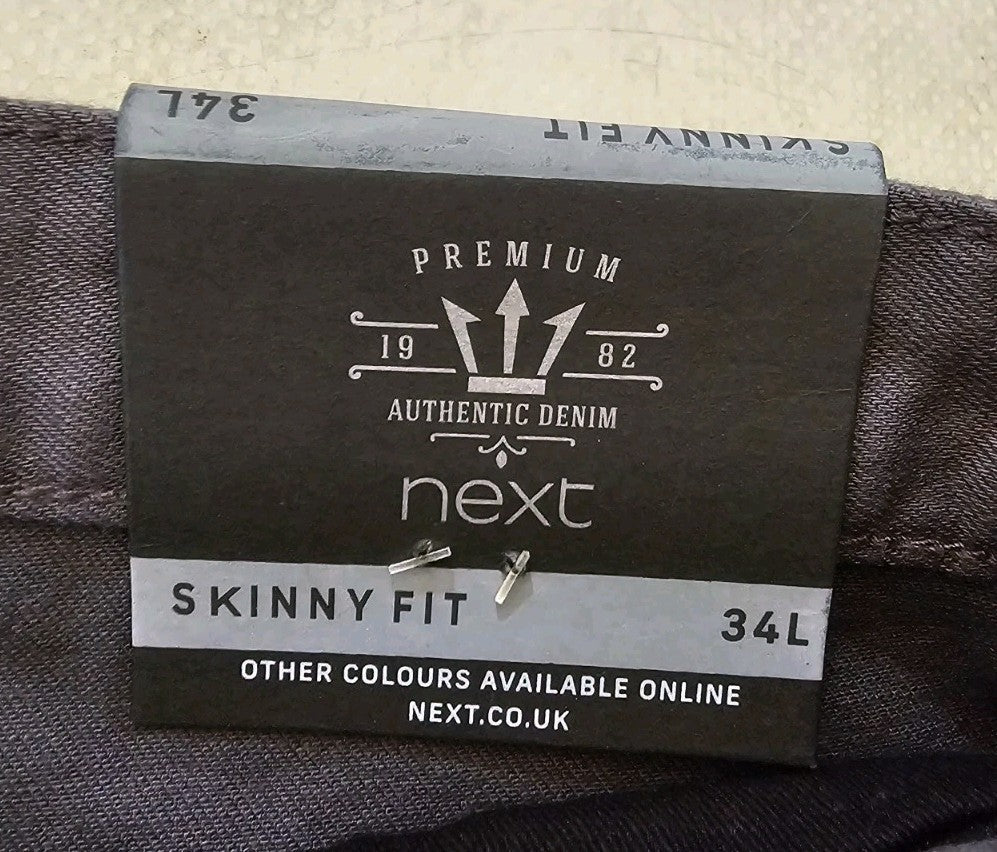 34L SKINNY FIT
PREMIUM
19 82
AUTHENTIC DENIM
next
SKINNY FIT 34L
OTHER COLOURS AVAILABLE ONLINE
NEXT.CO.UK